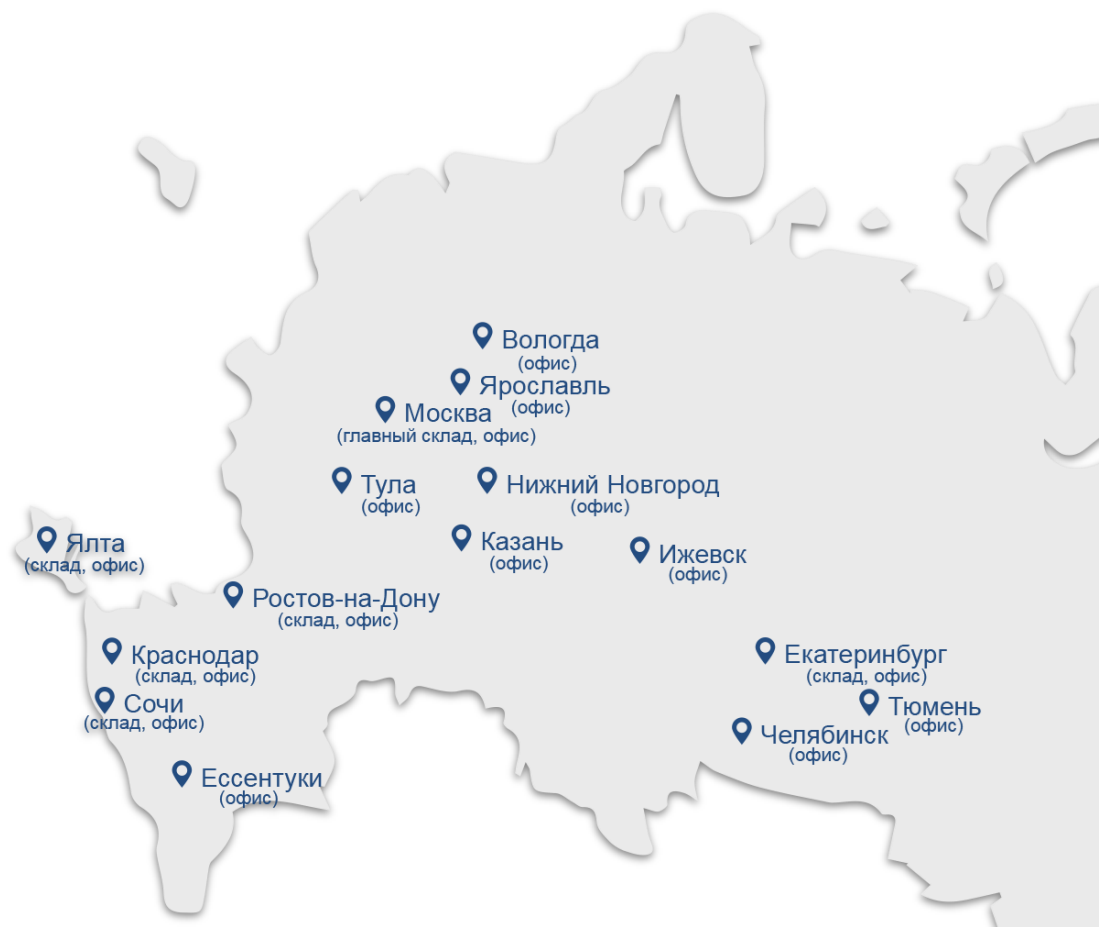 Вологда
(офис)
Ярославль
(офис)
Москва
(главный склад, офис)
Тула
(офис)
Нижний Новгород
(офис)
Казань
(офис)
Ижевск
(офис)
Ялта
(склад, офис)
Ростов-на-Дону
(склад, офис)
Краснодар
(склад, офис)
Сочи
(склад, офис)
Ессентуки
(офис)
Екатеринбург
(склад, офис)
Тюмень
(офис)
Челябинск
(офис)